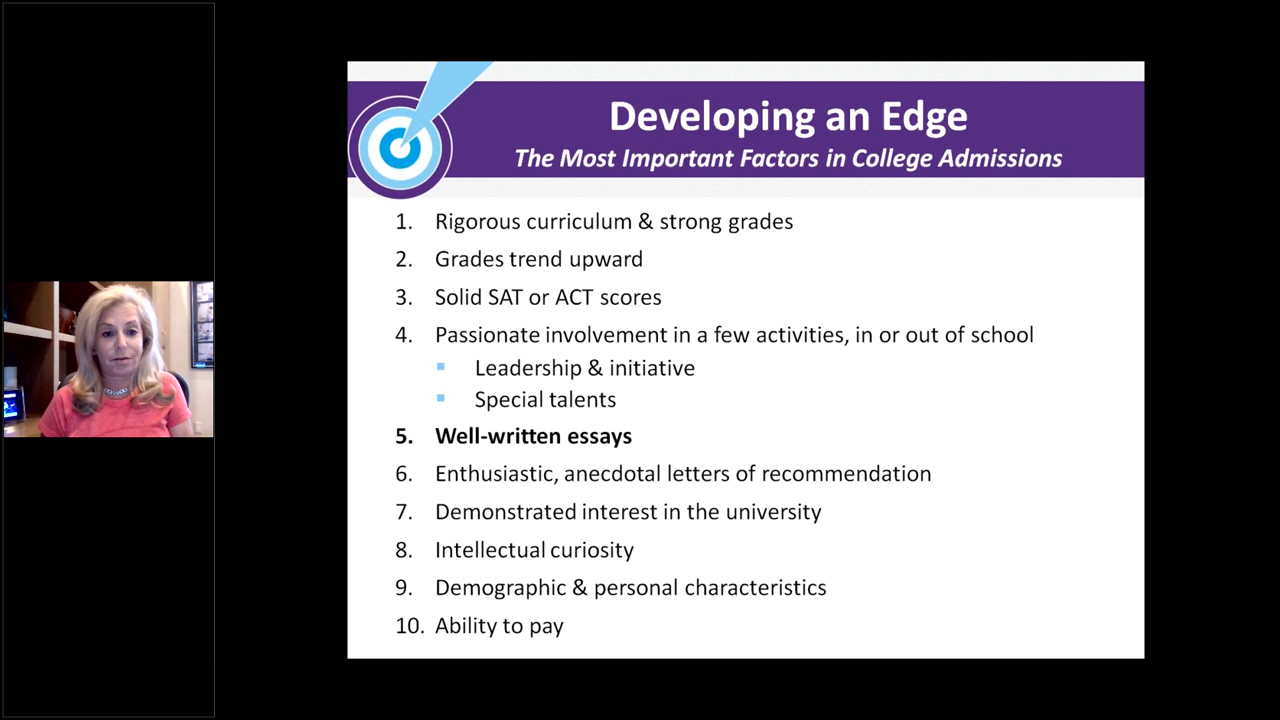 Developing an Edge
The Most Important Factors in College Admissions
1. Rigorous curriculum & strong grades
2. Grades trend upward
3. Solid SAT or ACT scores
4. Passionate involvement in a few activities, in or out of school
▪ Leadership & initiative
▪ Special talents
5. Well-written essays
6. Enthusiastic, anecdotal letters of recommendation
7. Demonstrated interest in the university
8. Intellectual curiosity
9. Demographic & personal characteristics
10. Ability to pay